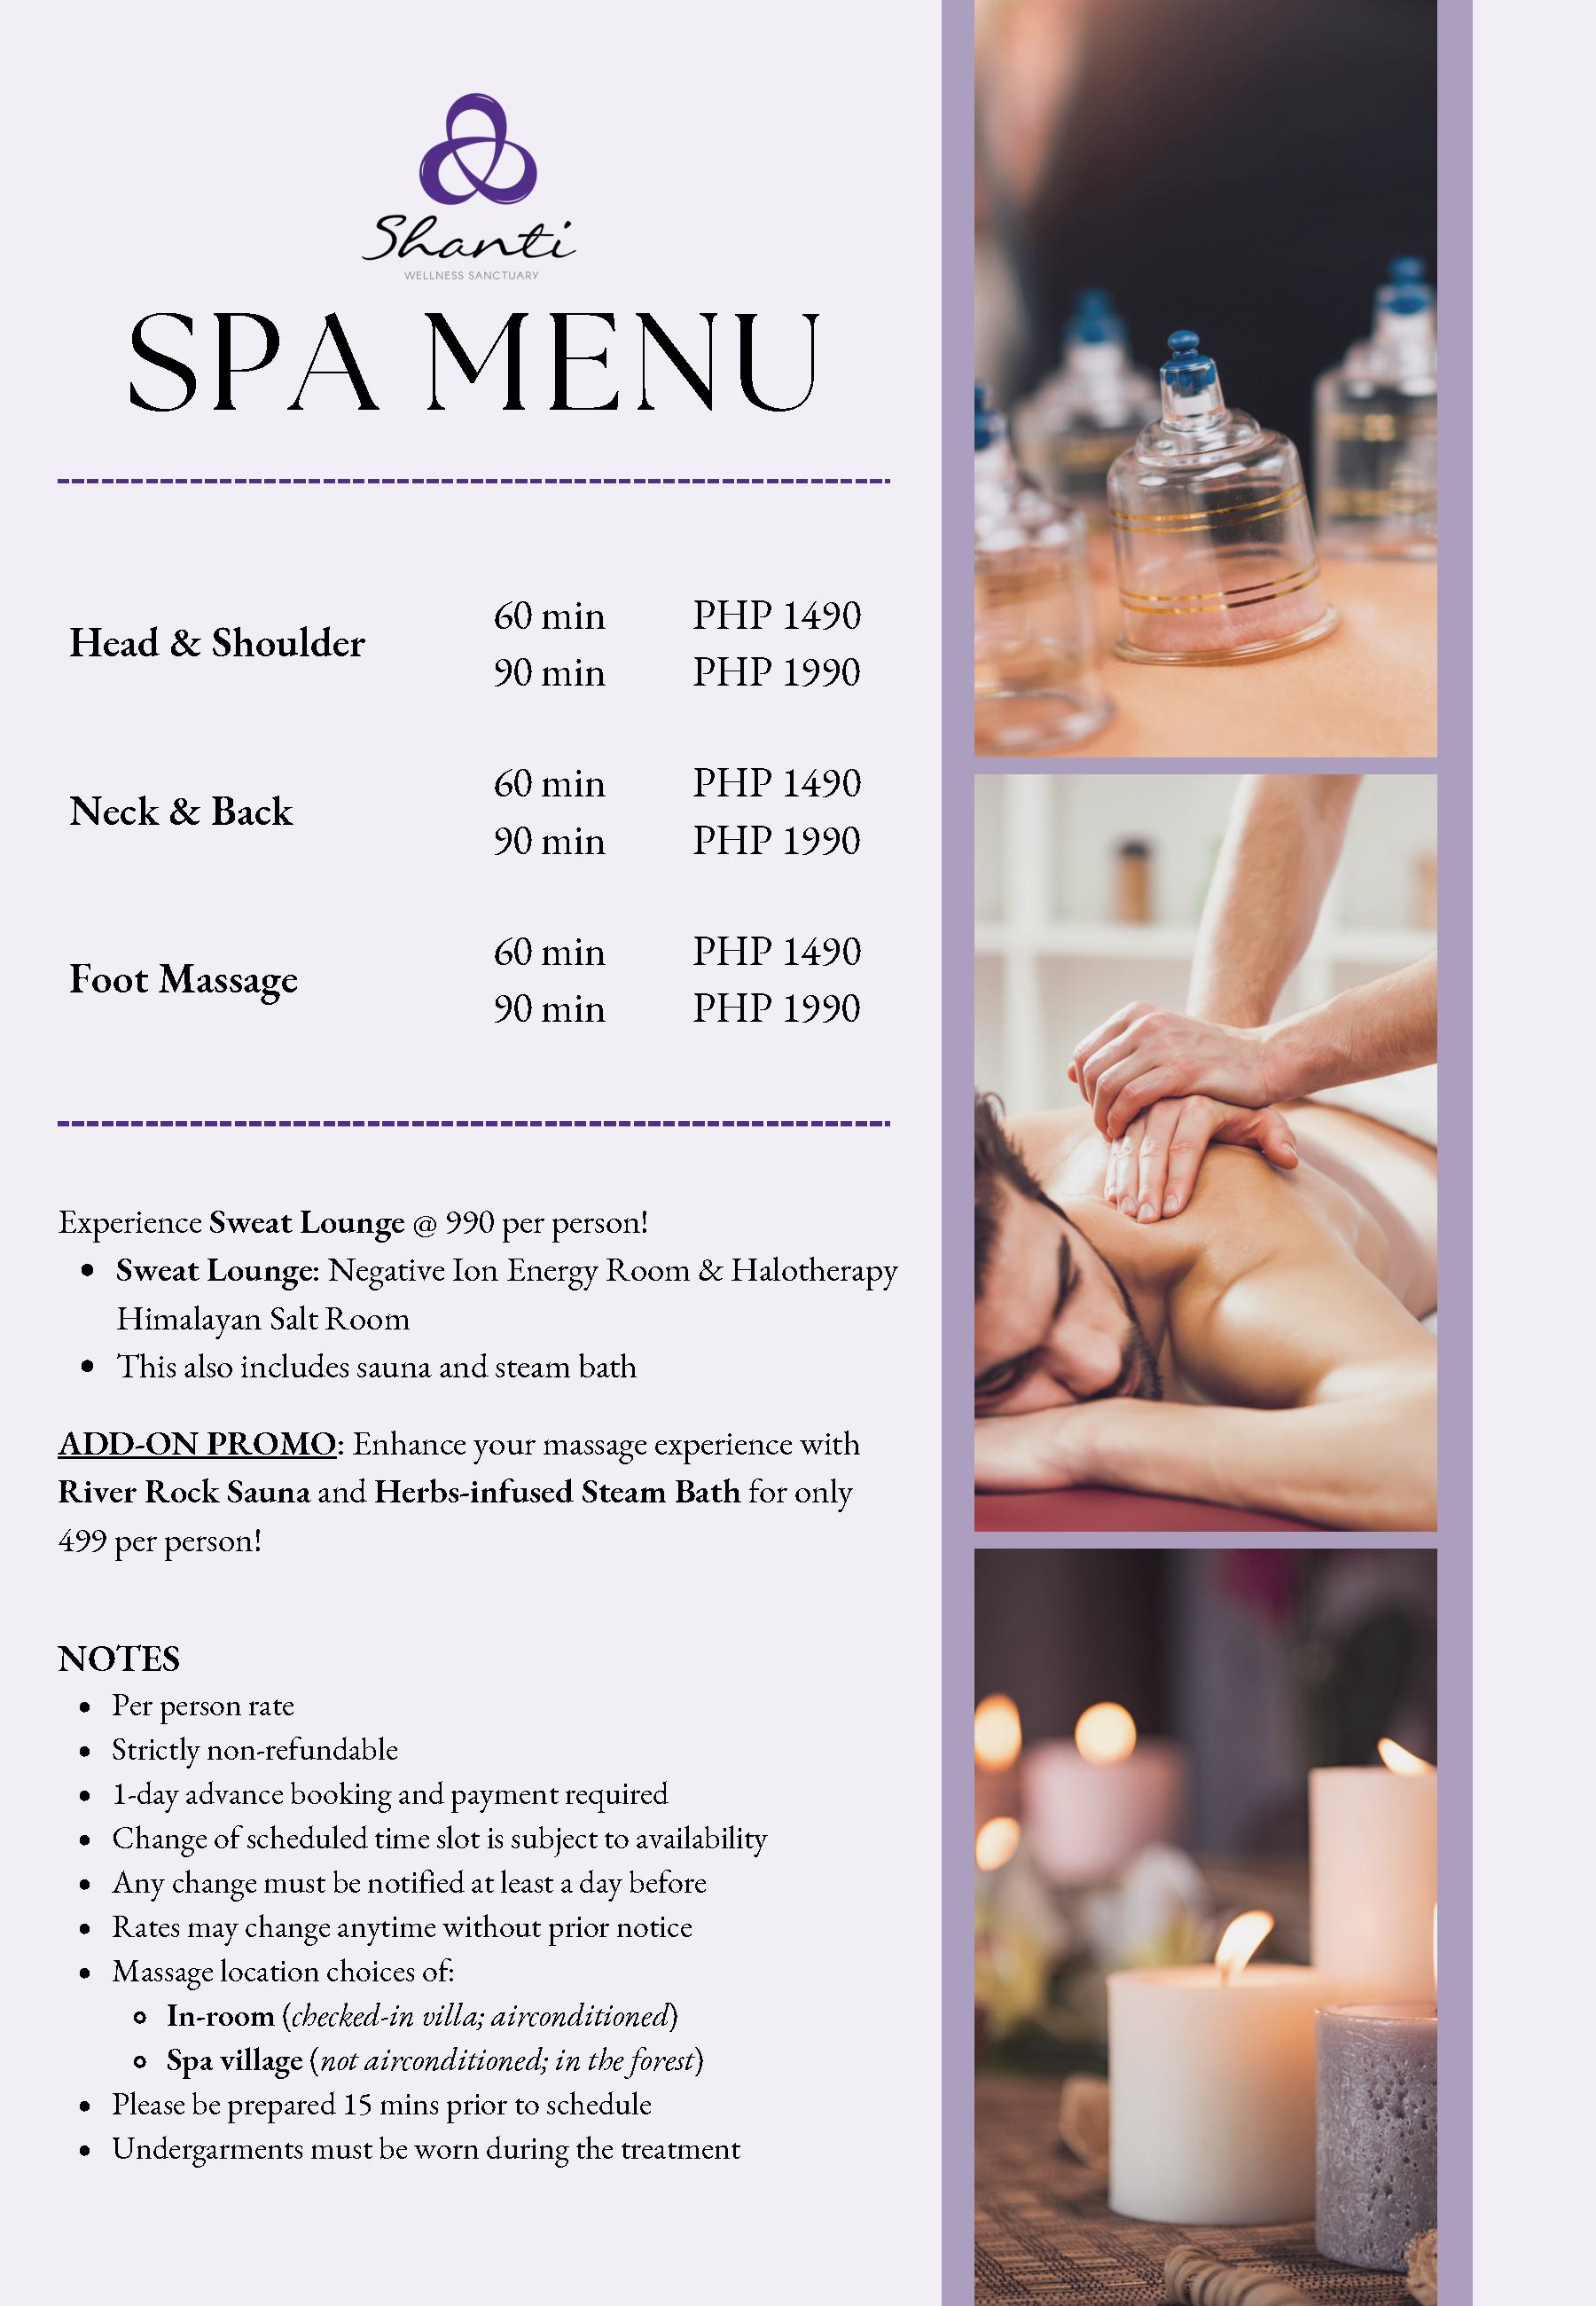 Shanti
WELLNESS SANCTUARY
SPA MENU
Head & Shoulder
60 min PHP 1490
90 min PHP 1990
Neck & Back
60 min PHP 1490
90 min PHP 1990
Foot Massage
60 min PHP 1490
90 min PHP 1990
Experience Sweat Lounge @ 990 per person!
• Sweat Lounge: Negative Ion Energy Room & Halotherapy
Himalayan Salt Room
• This also includes sauna and steam bath
ADD-ON PROMO: Enhance your massage experience with
River Rock Sauna and Herbs-infused Steam Bath for only
499 per person!
NOTES
• Per person rate
• Strictly non-refundable
• 1-day advance booking and payment required
• Change of scheduled time slot is subject to availability
• Any change must be notified at least a day before
• Rates may change anytime without prior notice
• Massage location choices of:
◦ In-room (checked-in villa; airconditioned)
◦ Spa village (not airconditioned; in the forest)
• Please be prepared 15 mins prior to schedule
• Undergarments must be worn during the treatment